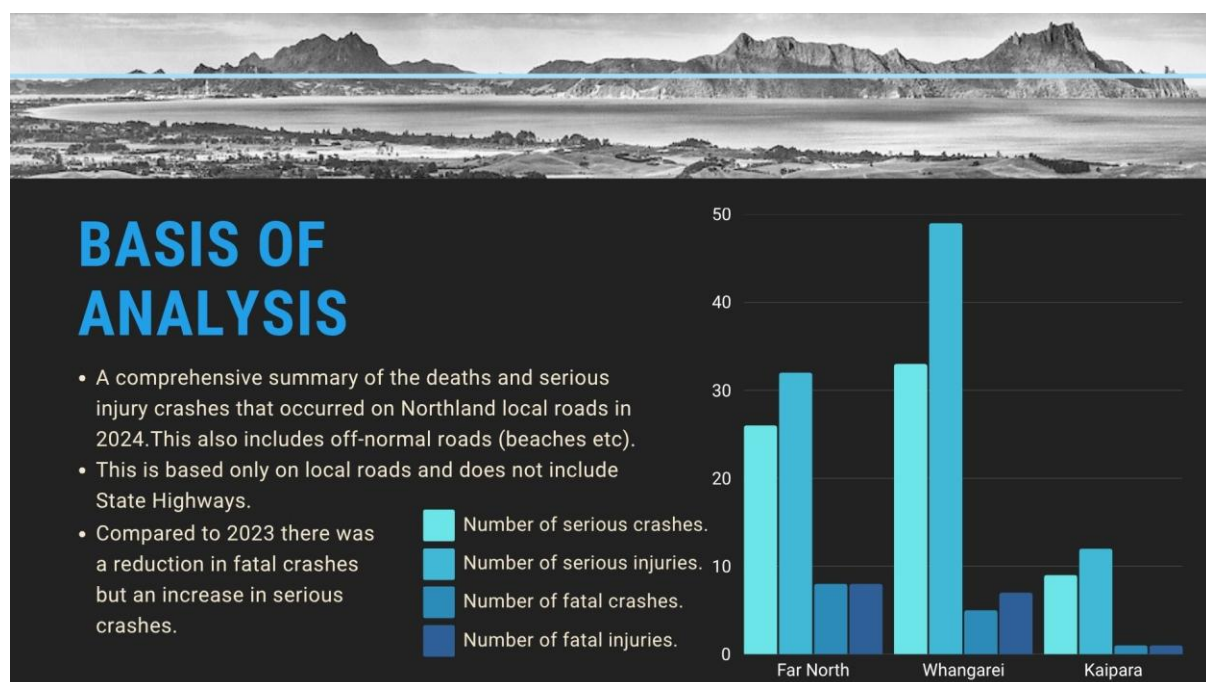 BASIS OF
ANALYSIS
• A comprehensive summary of the deaths and serious
injury crashes that occurred on Northland local roads in
2024.This also includes off-normal roads (beaches etc).
• This is based only on local roads and does not include
State Highways.
• Compared to 2023 there was
a reduction in fatal crashes
but an increase in serious
crashes.
Number of serious crashes.
Number of serious injuries.
Number of fatal crashes.
Number of fatal injuries.
50
40
30
20
10
0
Far North Whangarei Kaipara